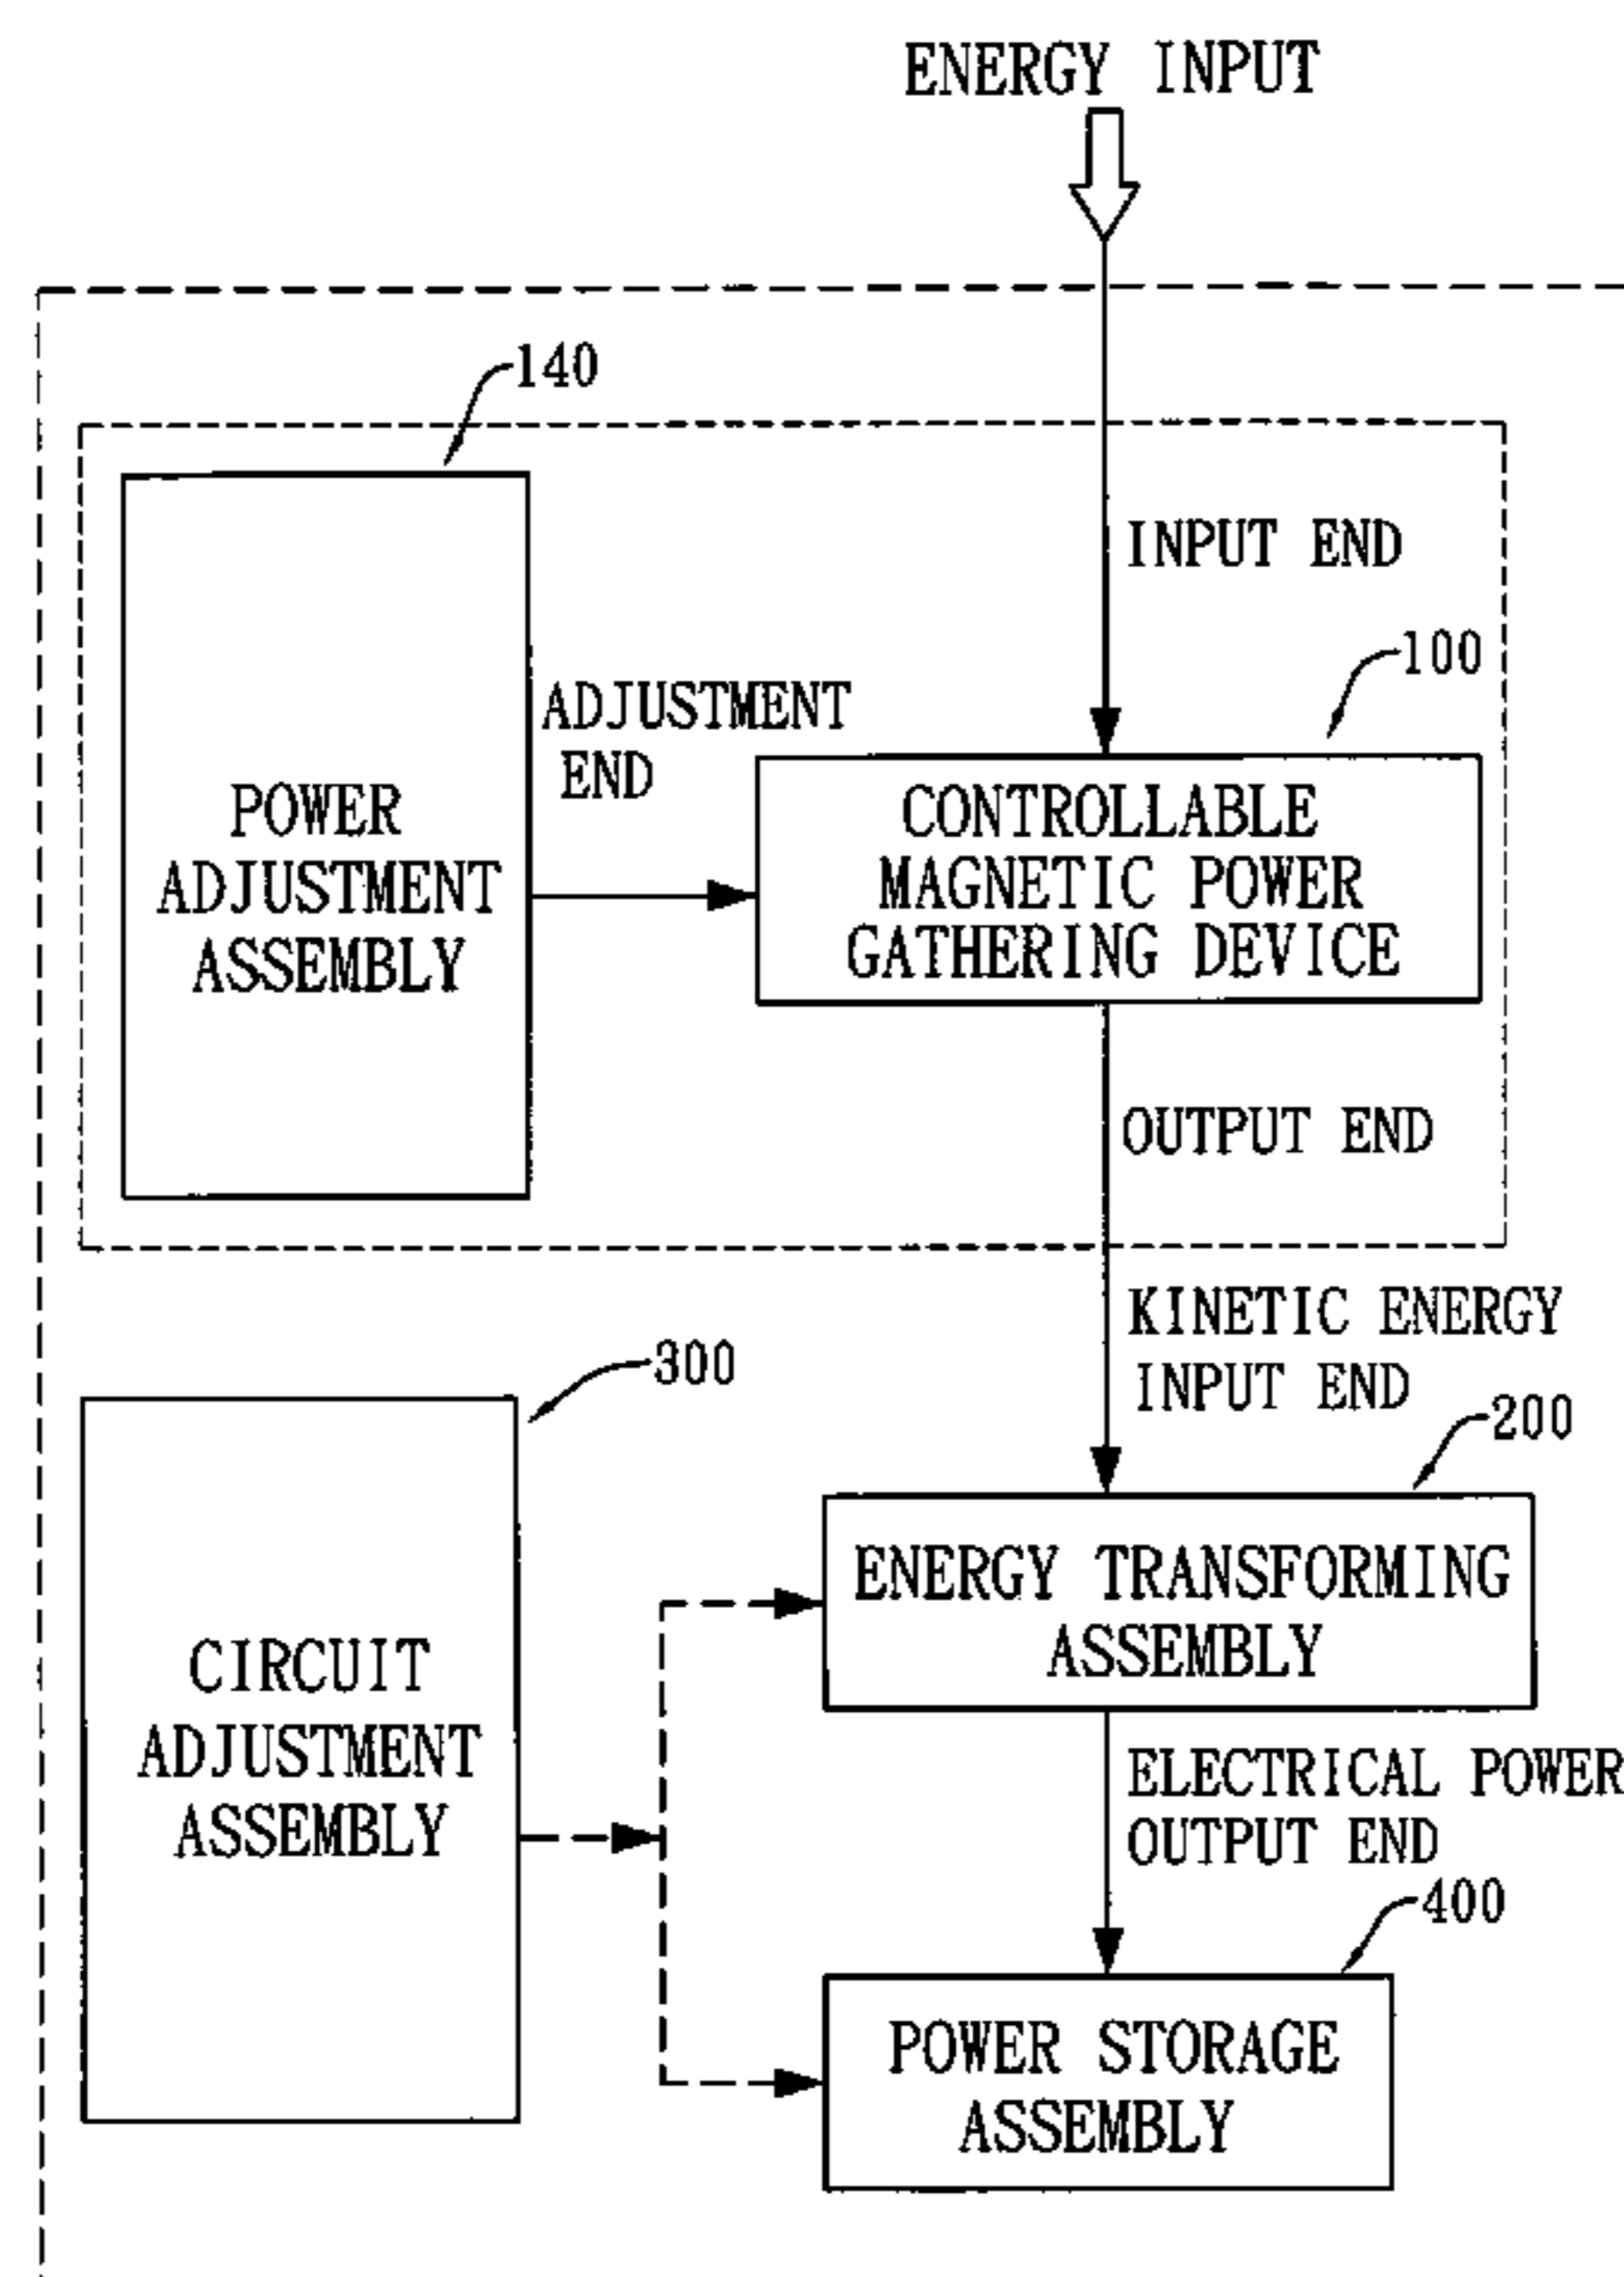 ENERGY INPUT
140
INPUT END
100
ADJUSTMENT
END
POWER
ADJUSTMENT
ASSEMBLY
CONTROLLABLE
MAGNETIC POWER
GATHERING DEVICE
OUTPUT END
KINETIC ENERGY
INPUT END
300
200
ENERGY TRANSFORMING
ASSEMBLY
CIRCUIT
ADJUSTMENT
ASSEMBLY
ELECTRICAL POWER
OUTPUT END
400
POWER STORAGE
ASSEMBLY